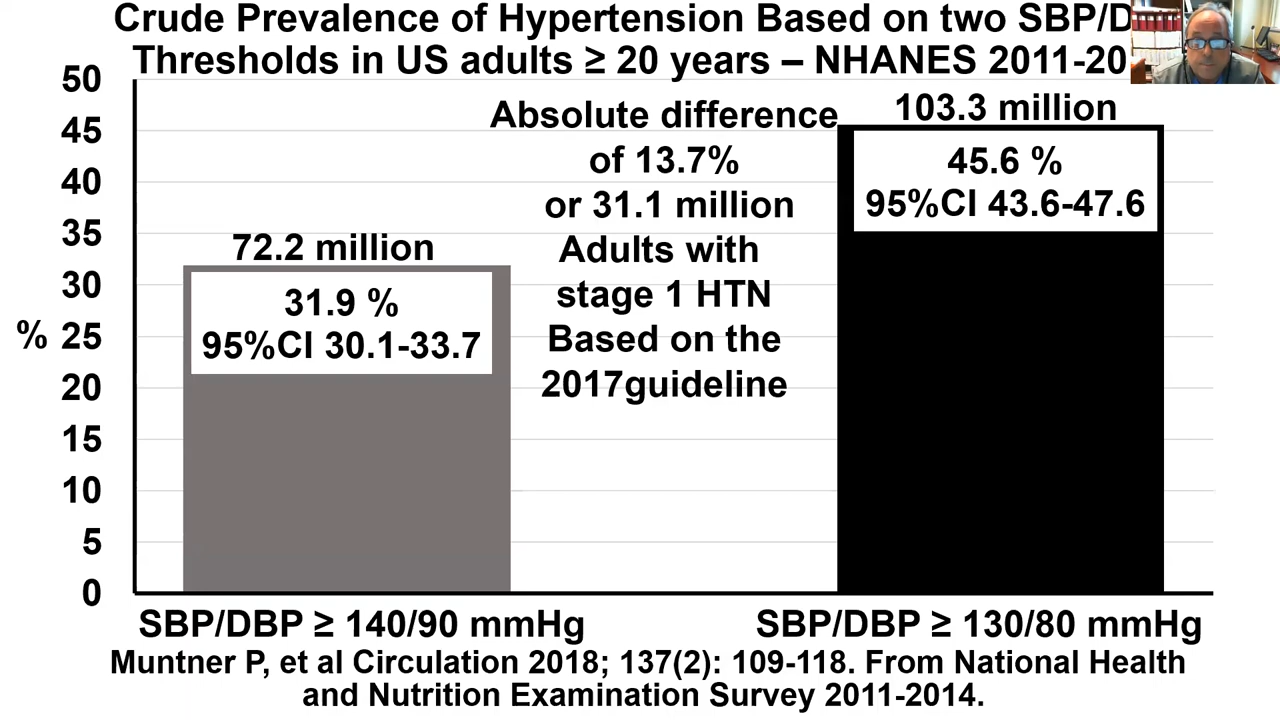 Crude Prevalence of Hypertension Based on two
Thresholds in US adults ≥ 20 years – NHANES
50
45
40
35
30
% 25
20
15
10
5
0
72.2 million
31.9 %
95%CI 30.1-33.7
Absolute difference
of 13.7%
or 31.1 million
Adults with
stage 1 HTN
Based on the
2017guideline
103.3 million
45.6 %
95%CI 43.6-47.6
SBP/DBP ≥ 140/90 mmHg
SBP/DBP ≥ 130/80 mmHg
Muntner P, et al Circulation 2018; 137(2): 109-118. From National Health
and Nutrition Examination Survey 2011-2014.